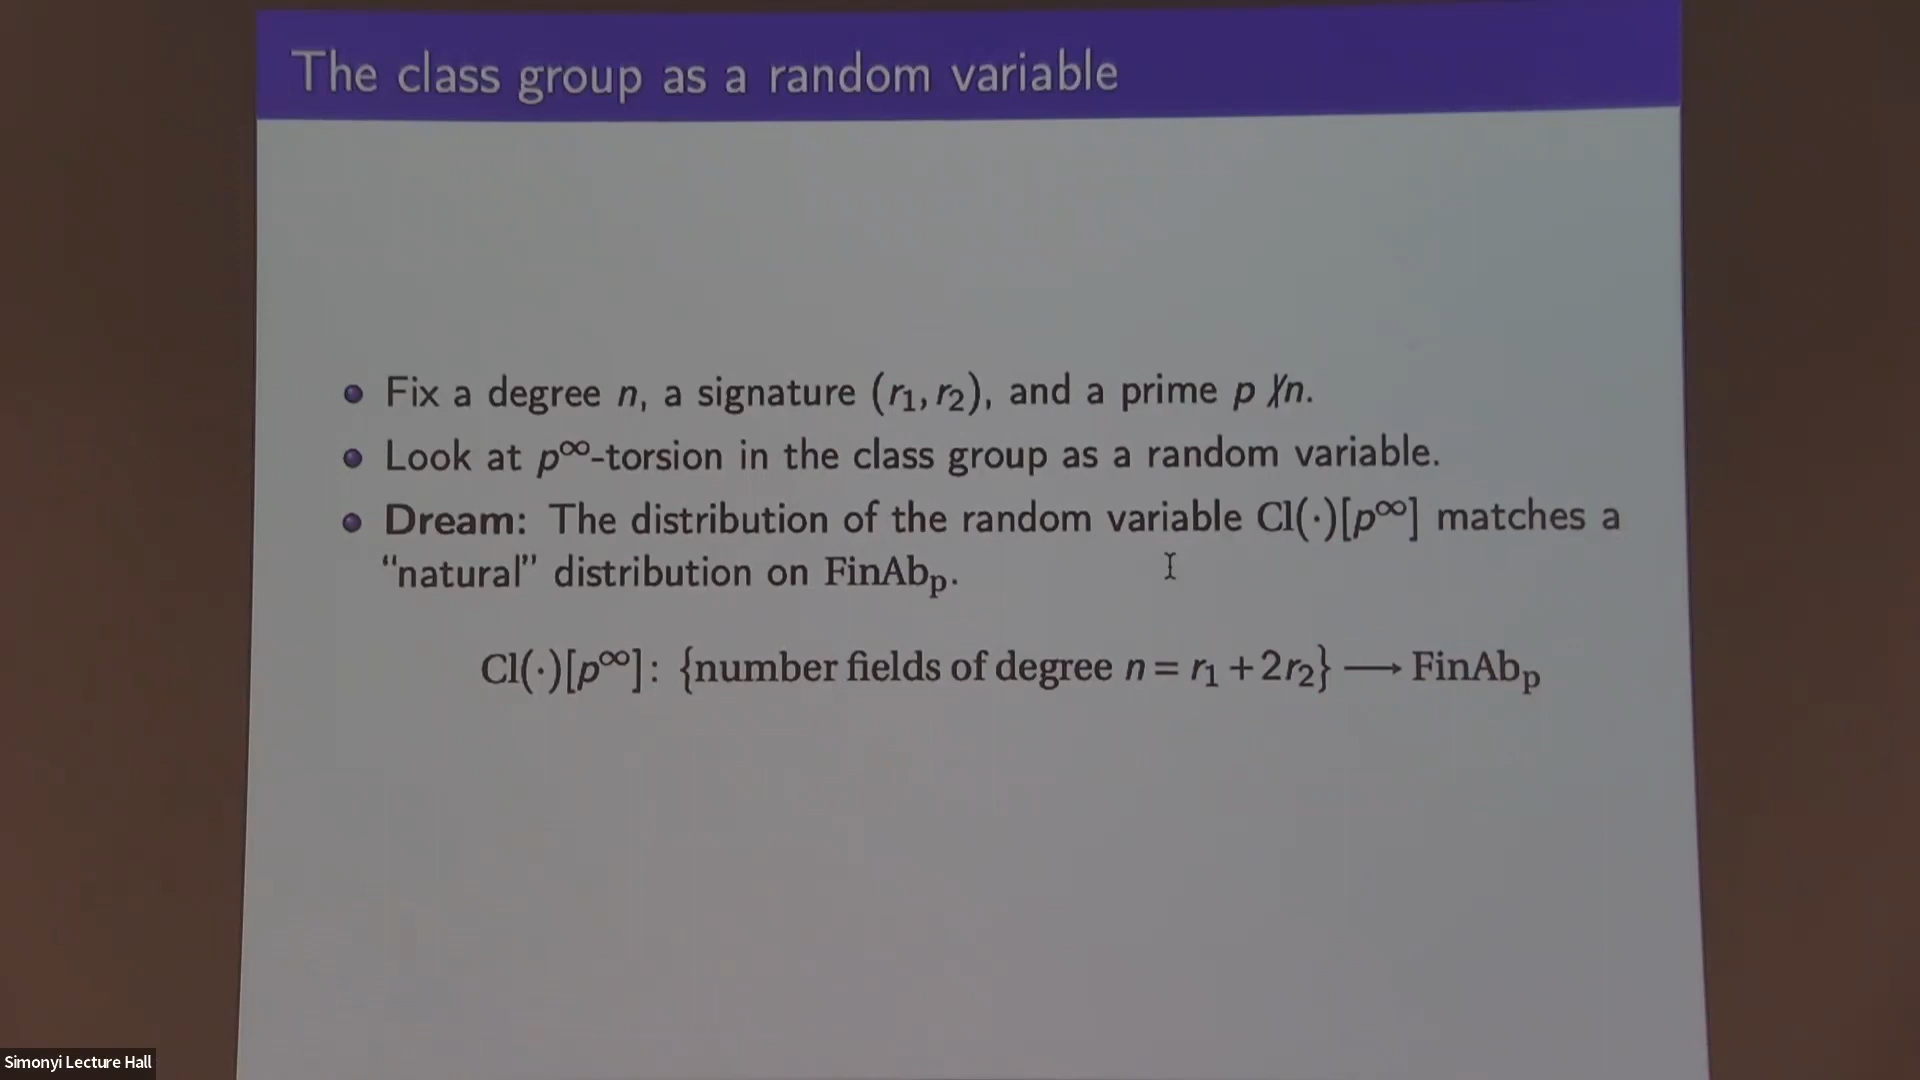 The class group as a random variable
• Fix a degree n, a signature (r₁, r₂), and a prime p ∤ n.
• Look at p^∞-torsion in the class group as a random variable.
• Dream: The distribution of the random variable Cl(·)[p^∞] matches a
“natural” distribution on FinAbₚ.
Cl(·)[p^∞]: {number fields of degree n = r₁ + 2r₂} ⟶ FinAbₚ
Simonyi Lecture Hall